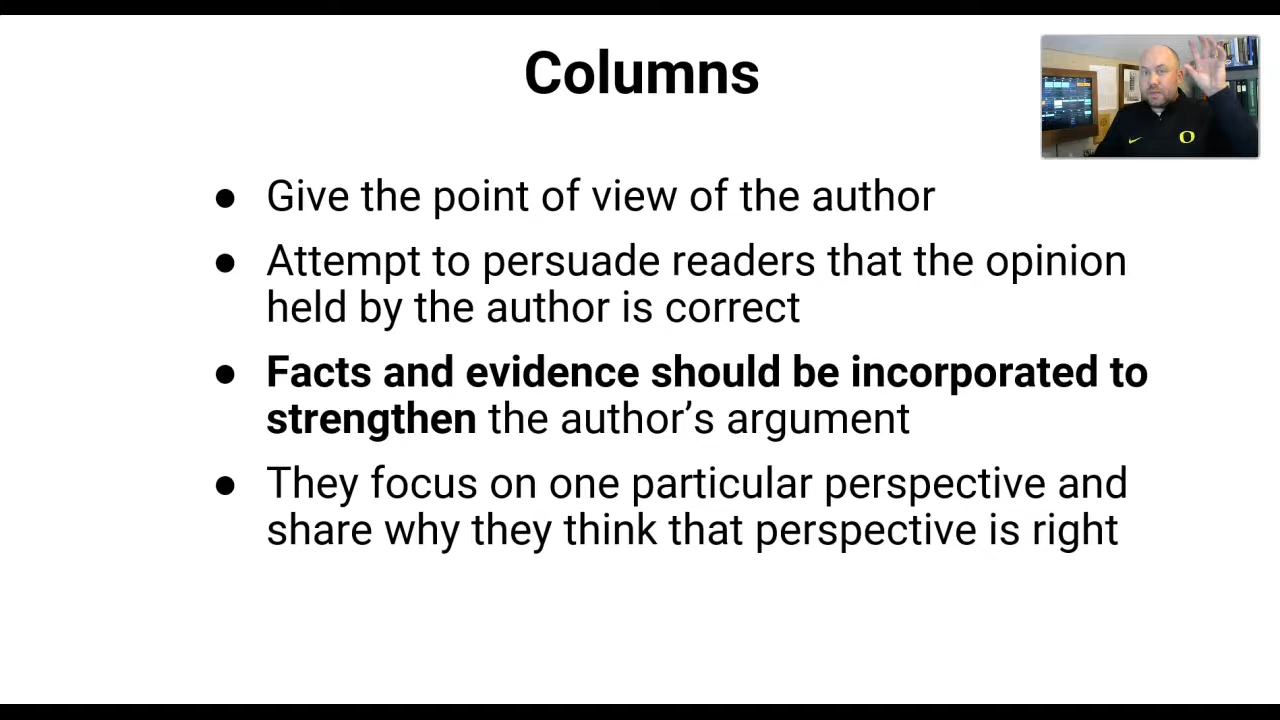 Columns
● Give the point of view of the author
● Attempt to persuade readers that the opinion
held by the author is correct
● Facts and evidence should be incorporated to
strengthen the author’s argument
● They focus on one particular perspective and
share why they think that perspective is right